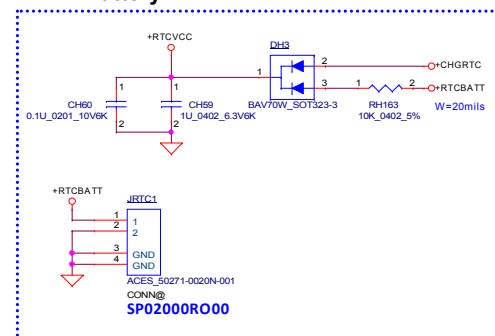 +RTCVCC
DH3
1
2
3
+CHGRTC
1
2
+RTCBATT
BAV70W_SOT323-3
RH163
10K_0402_5%
W=20mils
1
1
CH60
0.1U_0201_10V6K
CH59
1U_0402_6.3V6K
2
2
+RTCBATT
JRTC1
1
1
2
2
3
GND
4
GND
ACES_50271-0020N-001
CONN@
SP02000RO00